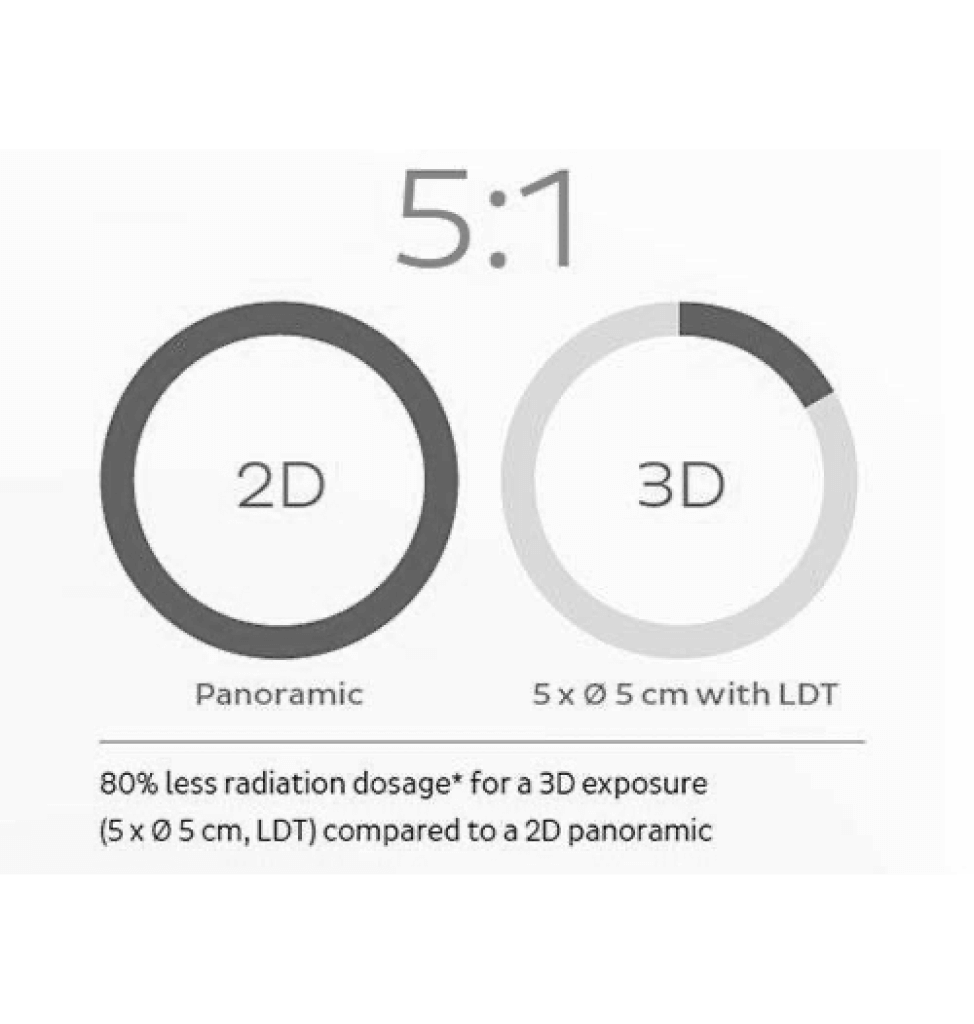 5:1
2D
3D
Panoramic
5 x Ø 5 cm with LDT
80% less radiation dosage* for a 3D exposure
(5 x Ø 5 cm, LDT) compared to a 2D panoramic